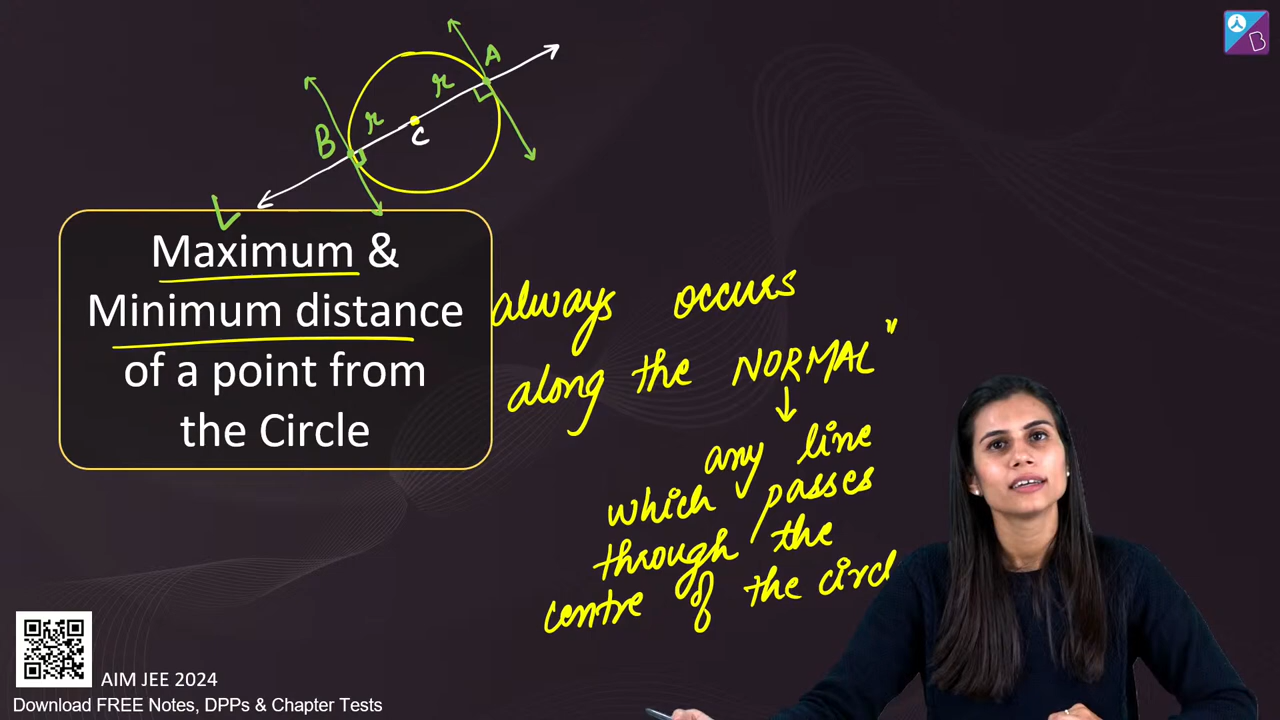 A
r
r
B
C
L
Maximum &
Minimum distance
of a point from
the Circle
always occurs
along the NORMAL"
any line
which passes
through the
centre of the circl
AIM JEE 2024
Download FREE Notes, DPPs & Chapter Tests
B